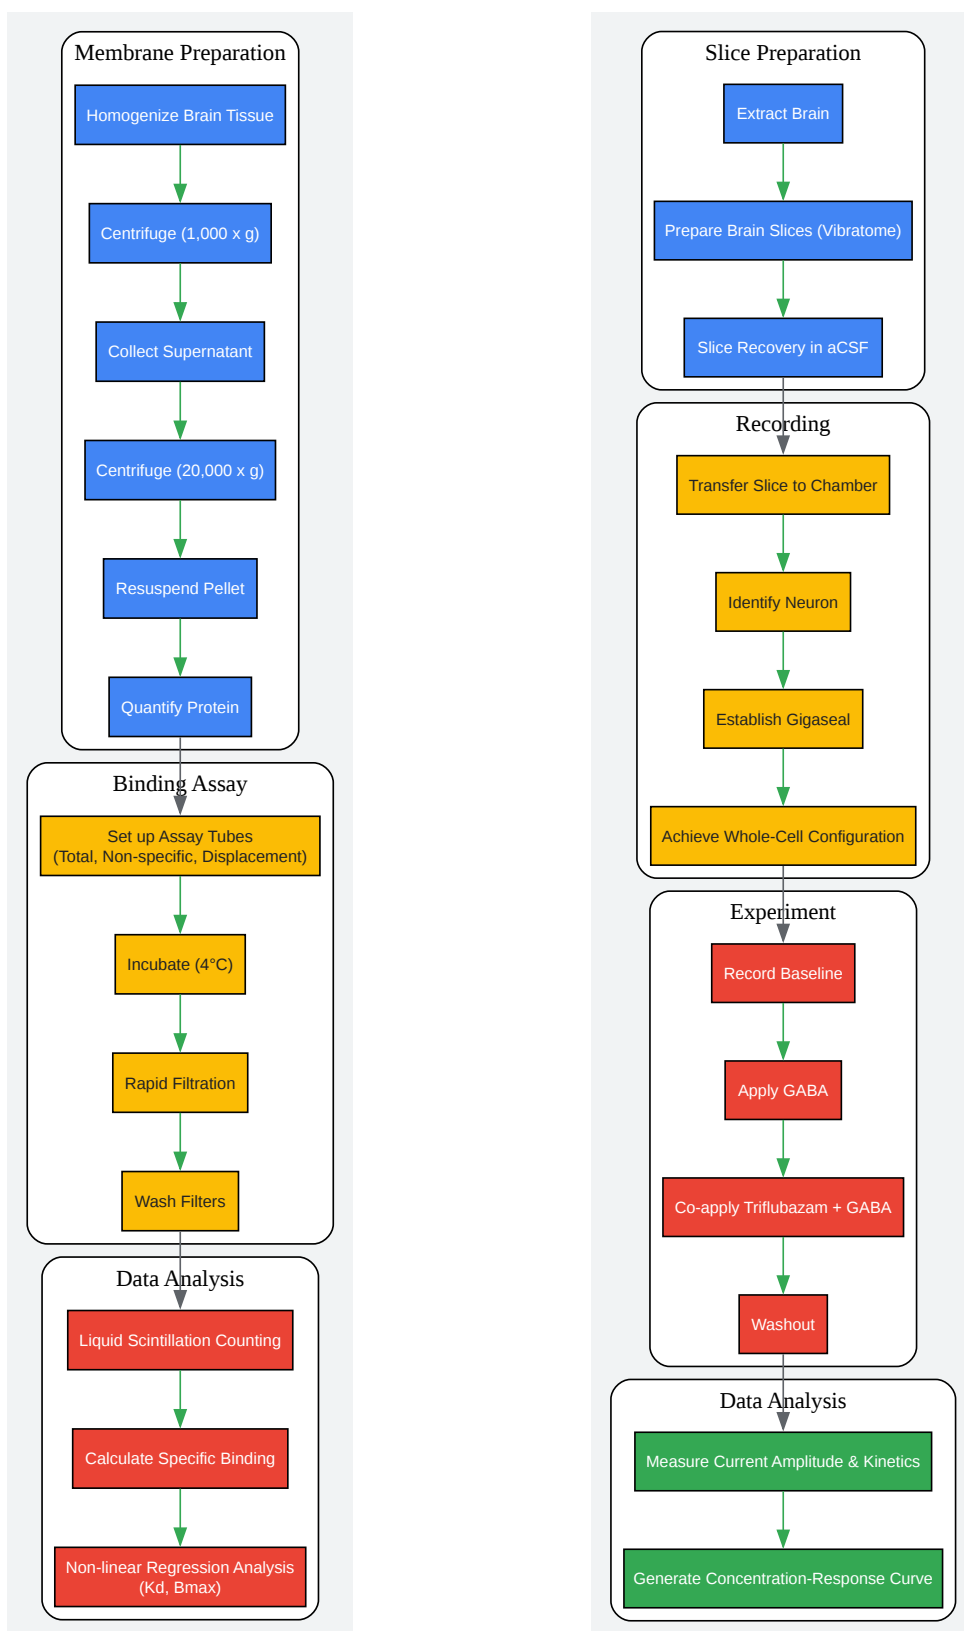 Membrane Preparation
Homogenize Brain Tissue
Centrifuge (1,000 x g)
Collect Supernatant
Centrifuge (20,000 x g)
Resuspend Pellet
Quantify Protein
Binding Assay
Set up Assay Tubes
(Total, Non-specific, Displacement)
Incubate (4°C)
Rapid Filtration
Wash Filters
Data Analysis
Liquid Scintillation Counting
Calculate Specific Binding
Non-linear Regression Analysis
(Kd, Bmax)
Slice Preparation
Extract Brain
Prepare Brain Slices (Vibratome)
Slice Recovery in aCSF
Recording
Transfer Slice to Chamber
Identify Neuron
Establish Gigaseal
Achieve Whole-Cell Configuration
Experiment
Record Baseline
Apply GABA
Co-apply Triflubazam + GABA
Washout
Data Analysis
Measure Current Amplitude & Kinetics
Generate Concentration-Response Curve